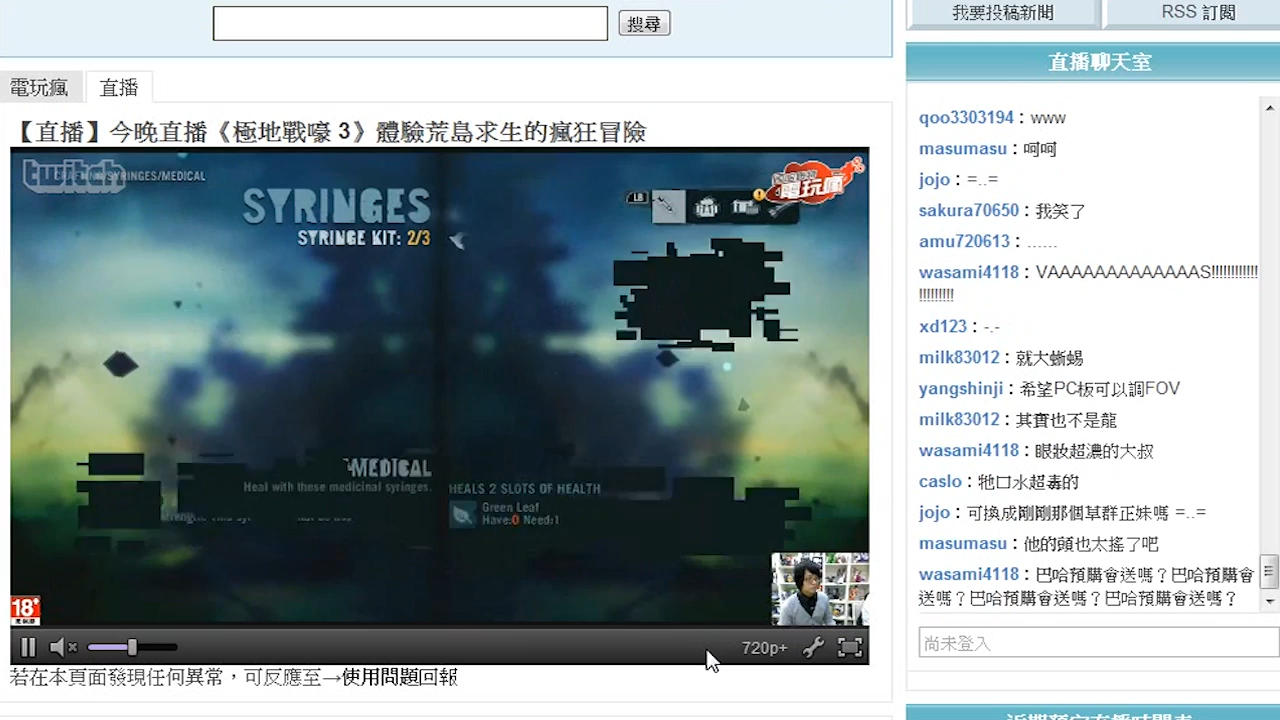 搜尋
我要投稿新聞
RSS 訂閱
直播聊天室
電玩瘋
直播
【直播】今晚直播《極地戰嚎 3》體驗荒島求生的瘋狂冒險
twitch
/SYRINGES/MEDICAL
SYRINGES
SYRINGE KIT: 2/3
LB
電玩瘋
MEDICAL
Heal with these medicinal syringes.
HEALS 2 SLOTS OF HEALTH
Green Leaf
Have:0 Need:1
18+
720p+
若在本頁面發現任何異常，可反應至→使用問題回報
qoo3303194：www
masumasu：呵呵
jojo：=..=
sakura70650：我笑了
amu720613：......
wasami4118：VAAAAAAAAAAAAAS!!!!!!!!!!!!
!!!!!!!!!
xd123：-.-
milk83012：就大蜥蜴
yangshinji：希望PC板可以調FOV
milk83012：其實也不是龍
wasami4118：眼妝超濃的大叔
caslo：牠口水超毒的
jojo：可換成剛剛那個草群正妹嗎 =..=
masumasu：他的頭也太搖了吧
wasami4118：巴哈預購會送嗎？巴哈預購會
送嗎？巴哈預購會送嗎？巴哈預購會送嗎？
尚未登入